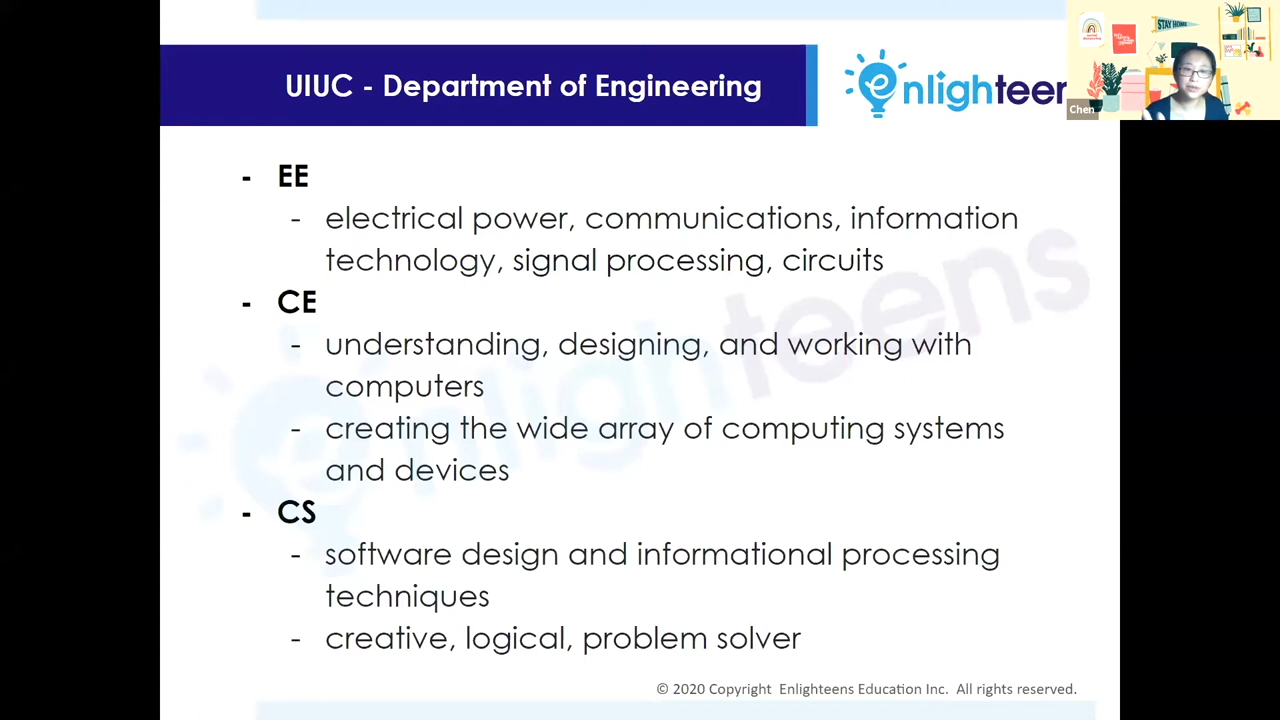 UIUC - Department of Engineering
enlighteen
STAY HOME
Chen
- EE
- electrical power, communications, information
technology, signal processing, circuits
- CE
- understanding, designing, and working with
computers
- creating the wide array of computing systems
and devices
- CS
- software design and informational processing
techniques
- creative, logical, problem solver
enlighteens
© 2020 Copyright Enlighteens Education Inc. All rights reserved.